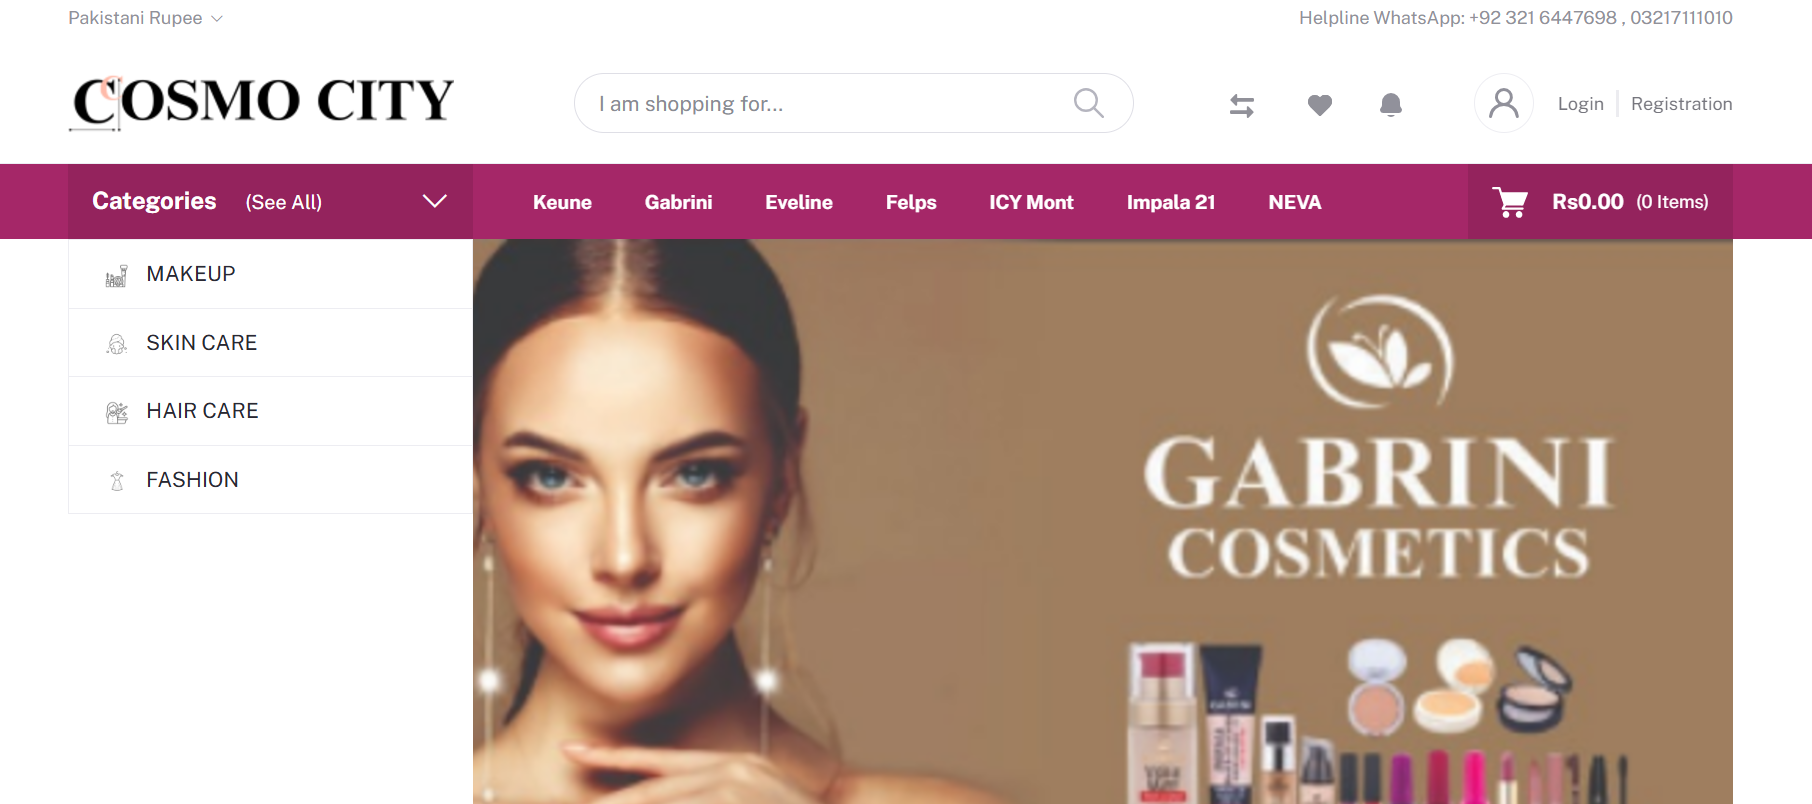 Pakistani Rupee
Helpline WhatsApp: +92 321 6447698 , 03217111010
COSMO CITY
I am shopping for...
Login
Registration
Categories (See All)
Keune
Gabrini
Eveline
Felps
ICY Mont
Impala 21
NEVA
Rs0.00 (0 Items)
MAKEUP
SKIN CARE
HAIR CARE
FASHION
GABRINI
COSMETICS
GABRINI